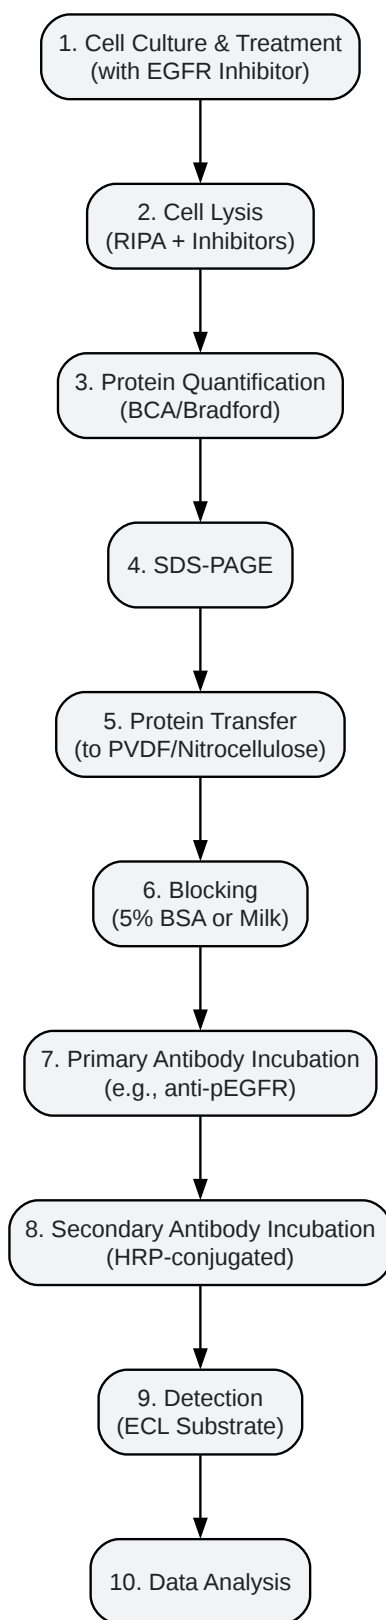 1. Cell Culture & Treatment
(with EGFR Inhibitor)
2. Cell Lysis
(RIPA + Inhibitors)
3. Protein Quantification
(BCA/Bradford)
4. SDS-PAGE
5. Protein Transfer
(to PVDF/Nitrocellulose)
6. Blocking
(5% BSA or Milk)
7. Primary Antibody Incubation
(e.g., anti-pEGFR)
8. Secondary Antibody Incubation
(HRP-conjugated)
9. Detection
(ECL Substrate)
10. Data Analysis